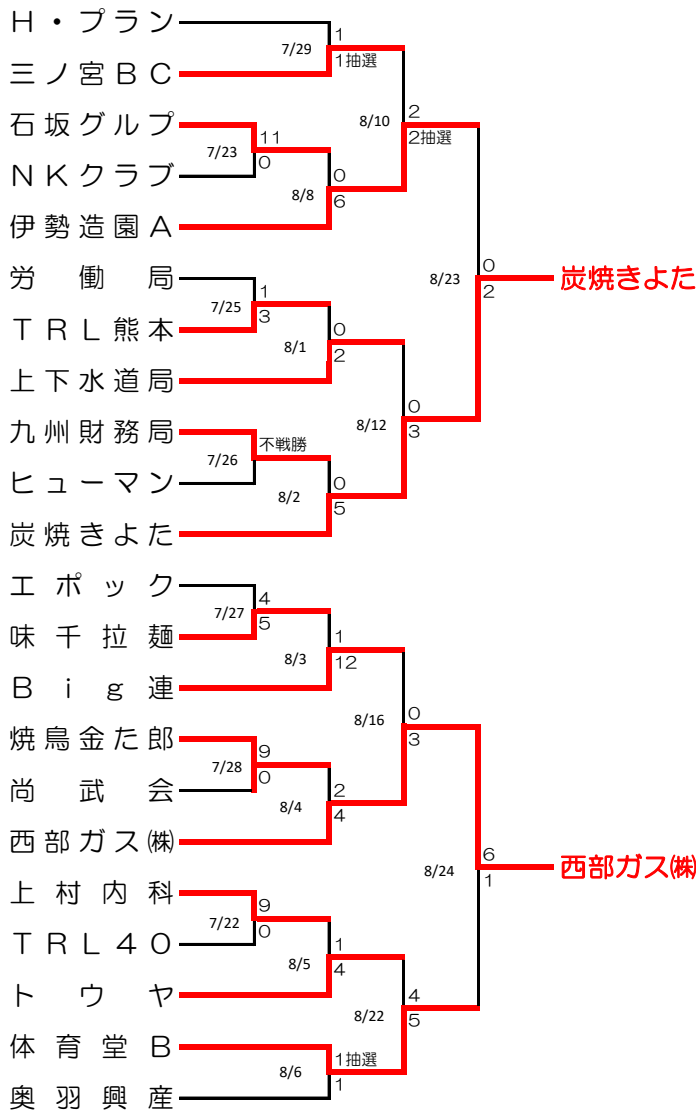 H・プラン
1
7/29
1抽選
三ノ宮BC
2
8/10
2抽選
石坂グルプ
11
7/23
0
NKクラブ
0
8/8
6
伊勢造園A
0
8/23
2
炭焼きよた
労働局
1
7/25
3
TRL熊本
0
8/1
2
上下水道局
0
8/12
3
九州財務局
不戦勝
7/26
ヒューマン
0
8/2
5
炭焼きよた
エポック
4
7/27
5
味千拉麺
1
8/3
12
Big連
0
8/16
3
焼鳥金た郎
9
7/28
0
尚武会
2
8/4
4
西部ガス㈱
6
8/24
1
西部ガス㈱
上村内科
9
7/22
0
TRL40
1
8/5
4
トウヤ
4
8/22
5
体育堂B
1抽選
8/6
1
奥羽興産